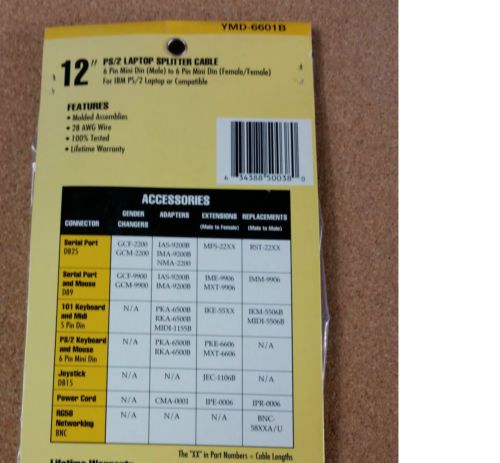 YMD-6601B
12" PS/2 LAPTOP SPLITTER CABLE
6 Pin Mini Din (Male) to 6 Pin Mini Din (Female/Female)
For IBM PS/2 Laptop or Compatible
FEATURES
• Molded Assemblies
• 28 AWG Wire
• 100% Tested
• Lifetime Warranty
6 34388 50038 0
ACCESSORIES
CONNECTOR GENDER CHANGERS ADAPTERS EXTENSIONS (Male to Female) REPLACEMENTS (Male to Male)
Serial Port GCF-2200 IAS-9200B MPS-22XX RST-22XX
DB25 GCM-2200 IMA-9200B
NMA-2200
Serial Port GCF-9900 IAS-9200B IME-9906 IMM-9906
and Mouse GCM-9900 IMA-9200B MXT-9906
DB9
101 Keyboard N/A PKA-6500B IKE-55XX IKM-5506B
and Midi RKA-6500B MIDI-5506B
5 Pin Din MIDI-1155B
PS/2 Keyboard N/A PKA-6500B PKE-6606 N/A
and Mouse RKA-6500B MXT-6606
6 Pin Mini Din
Joystick N/A N/A JEC-1106B N/A
DB15
Power Cord N/A CMA-0001 IPE-0006 IPR-0006
RG58 N/A N/A N/A BNC-
Networking 58XXA/U
BNC
The "XX" in Part Numbers = Cable Lengths
Lifetime Warranty